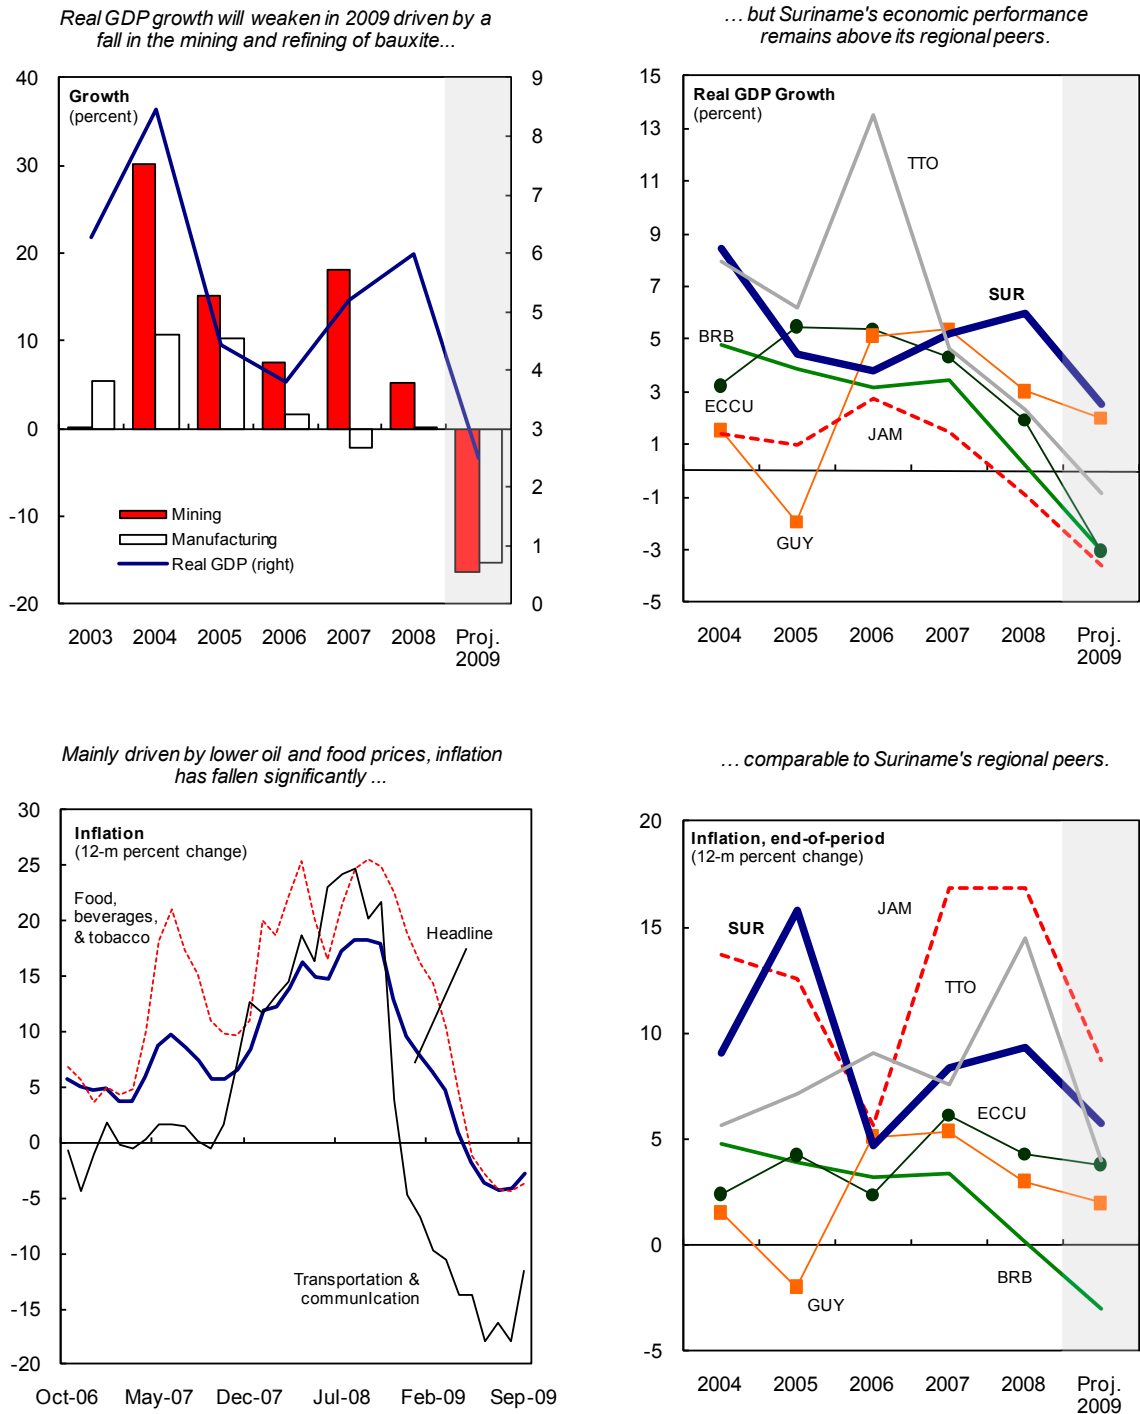 Real GDP growth will weaken in 2009 driven by a
fall in the mining and refining of bauxite...
40
30
20
10
0
-10
-20
9
8
7
6
5
4
3
2
1
0
Growth
(percent)
Mining
Manufacturing
Real GDP (right)
2003
2004
2005
2006
2007
2008
Proj.
2009
…but Suriname's economic performance
remains above its regional peers.
15
13
11
9
7
5
3
1
-1
-3
-5
Real GDP Growth
(percent)
TTO
SUR
BRB
ECCU
JAM
GUY
2004
2005
2006
2007
2008
Proj.
2009
Mainly driven by lower oil and food prices, inflation
has fallen significantly ...
30
25
20
15
10
5
0
-5
-10
-15
-20
Inflation
(12-m percent change)
Food,
beverages,
& tobacco
Headline
Transportation &
communIcation
Oct-06
May-07
Dec-07
Jul-08
Feb-09
Sep-09
…comparable to Suriname's regional peers.
20
15
10
5
0
-5
Inflation, end-of-period
(12-m percent change)
JAM
SUR
TTO
ECCU
BRB
GUY
2004
2005
2006
2007
2008
Proj.
2009